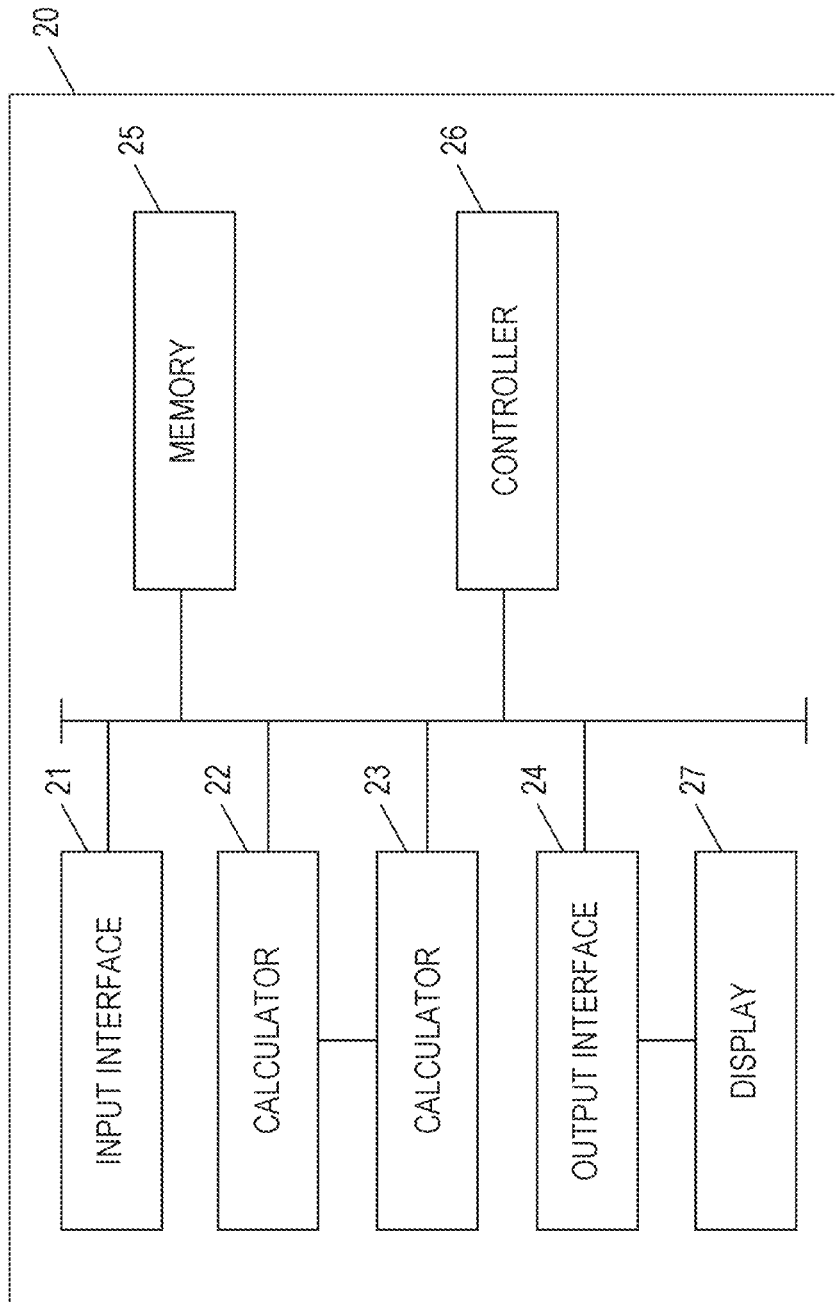 20
21
INPUT INTERFACE
22
CALCULATOR
23
CALCULATOR
24
OUTPUT INTERFACE
27
DISPLAY
25
MEMORY
26
CONTROLLER